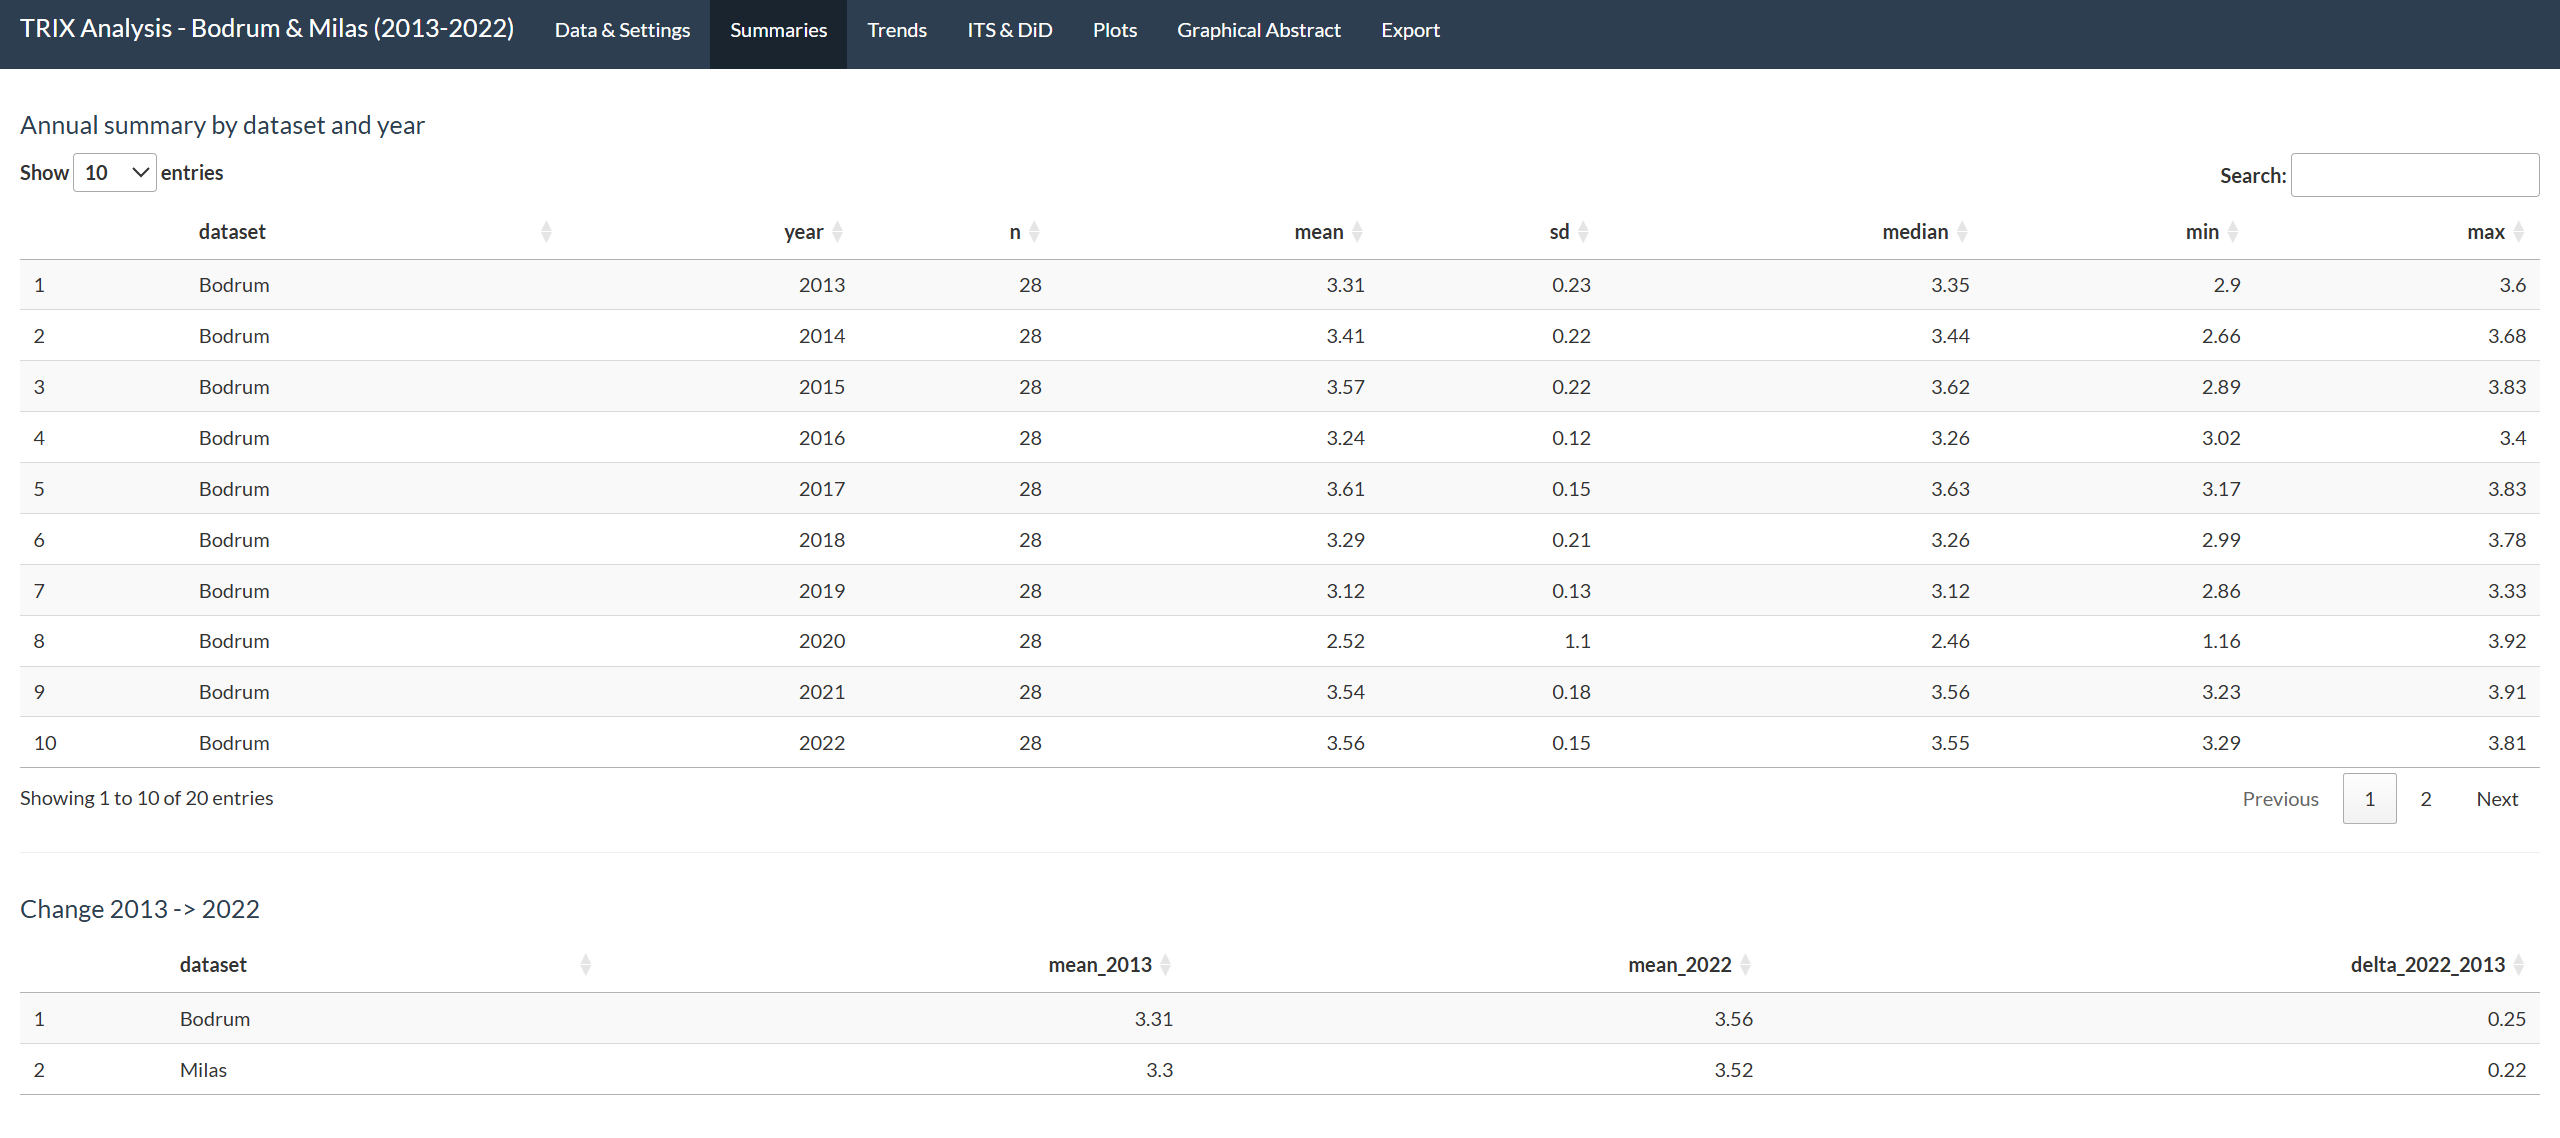 TRIX Analysis - Bodrum & Milas (2013-2022) Data & Settings Summaries Trends ITS & DiD Plots Graphical Abstract Export
Annual summary by dataset and year
Show 10 entries Search:
dataset year n mean sd median min max
1 Bodrum 2013 28 3.31 0.23 3.35 2.9 3.6
2 Bodrum 2014 28 3.41 0.22 3.44 2.66 3.68
3 Bodrum 2015 28 3.57 0.22 3.62 2.89 3.83
4 Bodrum 2016 28 3.24 0.12 3.26 3.02 3.4
5 Bodrum 2017 28 3.61 0.15 3.63 3.17 3.83
6 Bodrum 2018 28 3.29 0.21 3.26 2.99 3.78
7 Bodrum 2019 28 3.12 0.13 3.12 2.86 3.33
8 Bodrum 2020 28 2.52 1.1 2.46 1.16 3.92
9 Bodrum 2021 28 3.54 0.18 3.56 3.23 3.91
10 Bodrum 2022 28 3.56 0.15 3.55 3.29 3.81
Showing 1 to 10 of 20 entries Previous 1 2 Next
Change 2013 -> 2022
dataset mean_2013 mean_2022 delta_2022_2013
1 Bodrum 3.31 3.56 0.25
2 Milas 3.3 3.52 0.22